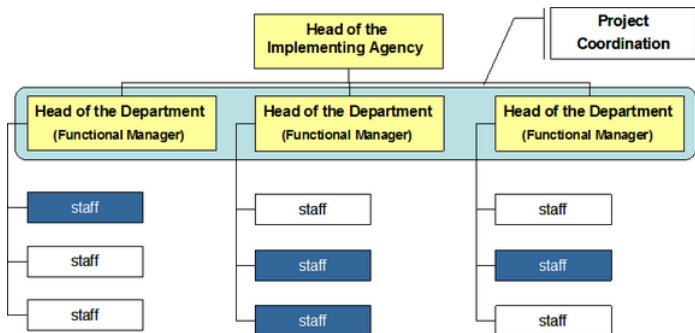 Head of the
Implementing Agency
Project
Coordination
Head of the Department
(Functional Manager)
Head of the Department
(Functional Manager)
Head of the Department
(Functional Manager)
staff
staff
staff
staff
staff
staff
staff
staff
staff